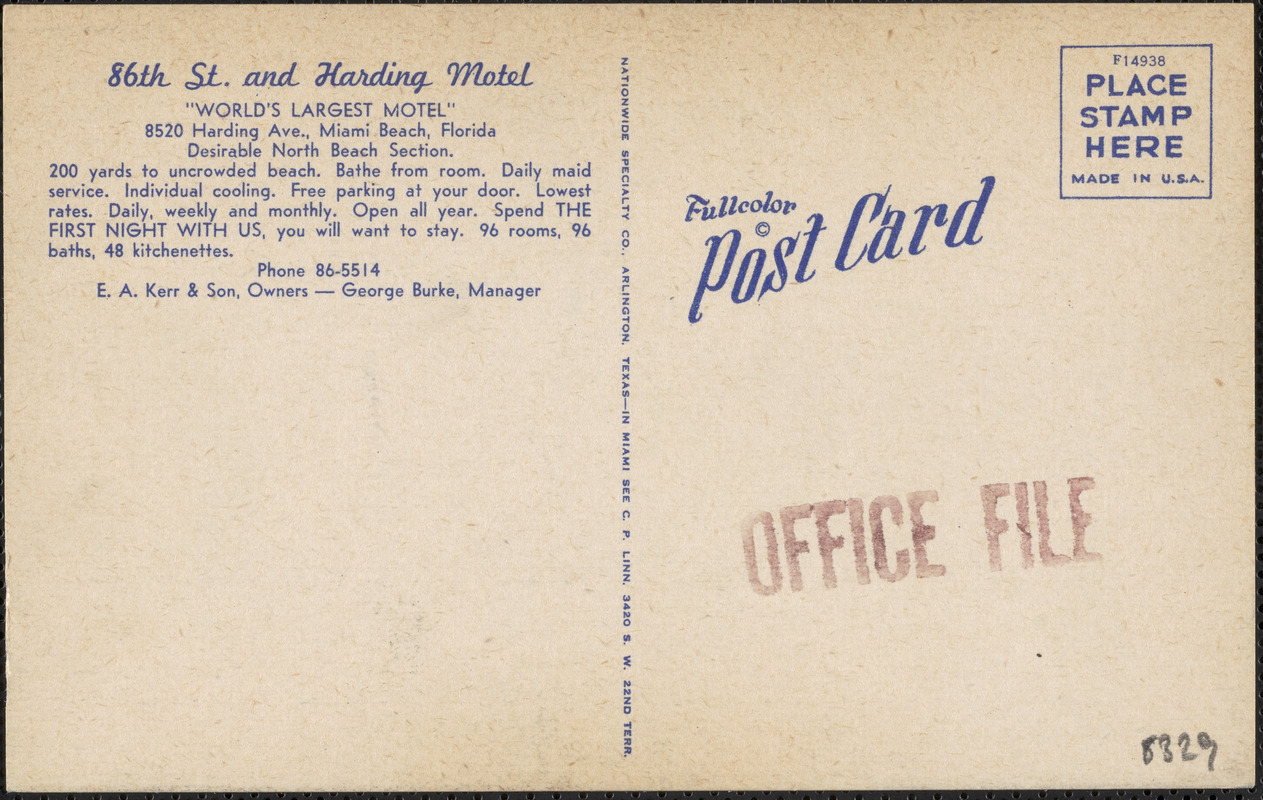 86th St. and Harding Motel
"WORLD'S LARGEST MOTEL"
8520 Harding Ave., Miami Beach, Florida
Desirable North Beach Section.
200 yards to uncrowded beach. Bathe from room. Daily maid
service. Individual cooling. Free parking at your door. Lowest
rates. Daily, weekly and monthly. Open all year. Spend THE
FIRST NIGHT WITH US, you will want to stay. 96 rooms, 96
baths, 48 kitchenettes.
Phone 86-5514
E. A. Kerr & Son, Owners — George Burke, Manager
NATIONWIDE SPECIALTY CO., ARLINGTON, TEXAS—IN MIAMI SEE C. P. LINN, 3420 S. W. 22ND TERR.
Fullcolor
©
Post Card
F14938
PLACE
STAMP
HERE
MADE IN U.S.A.
OFFICE FILE
8329